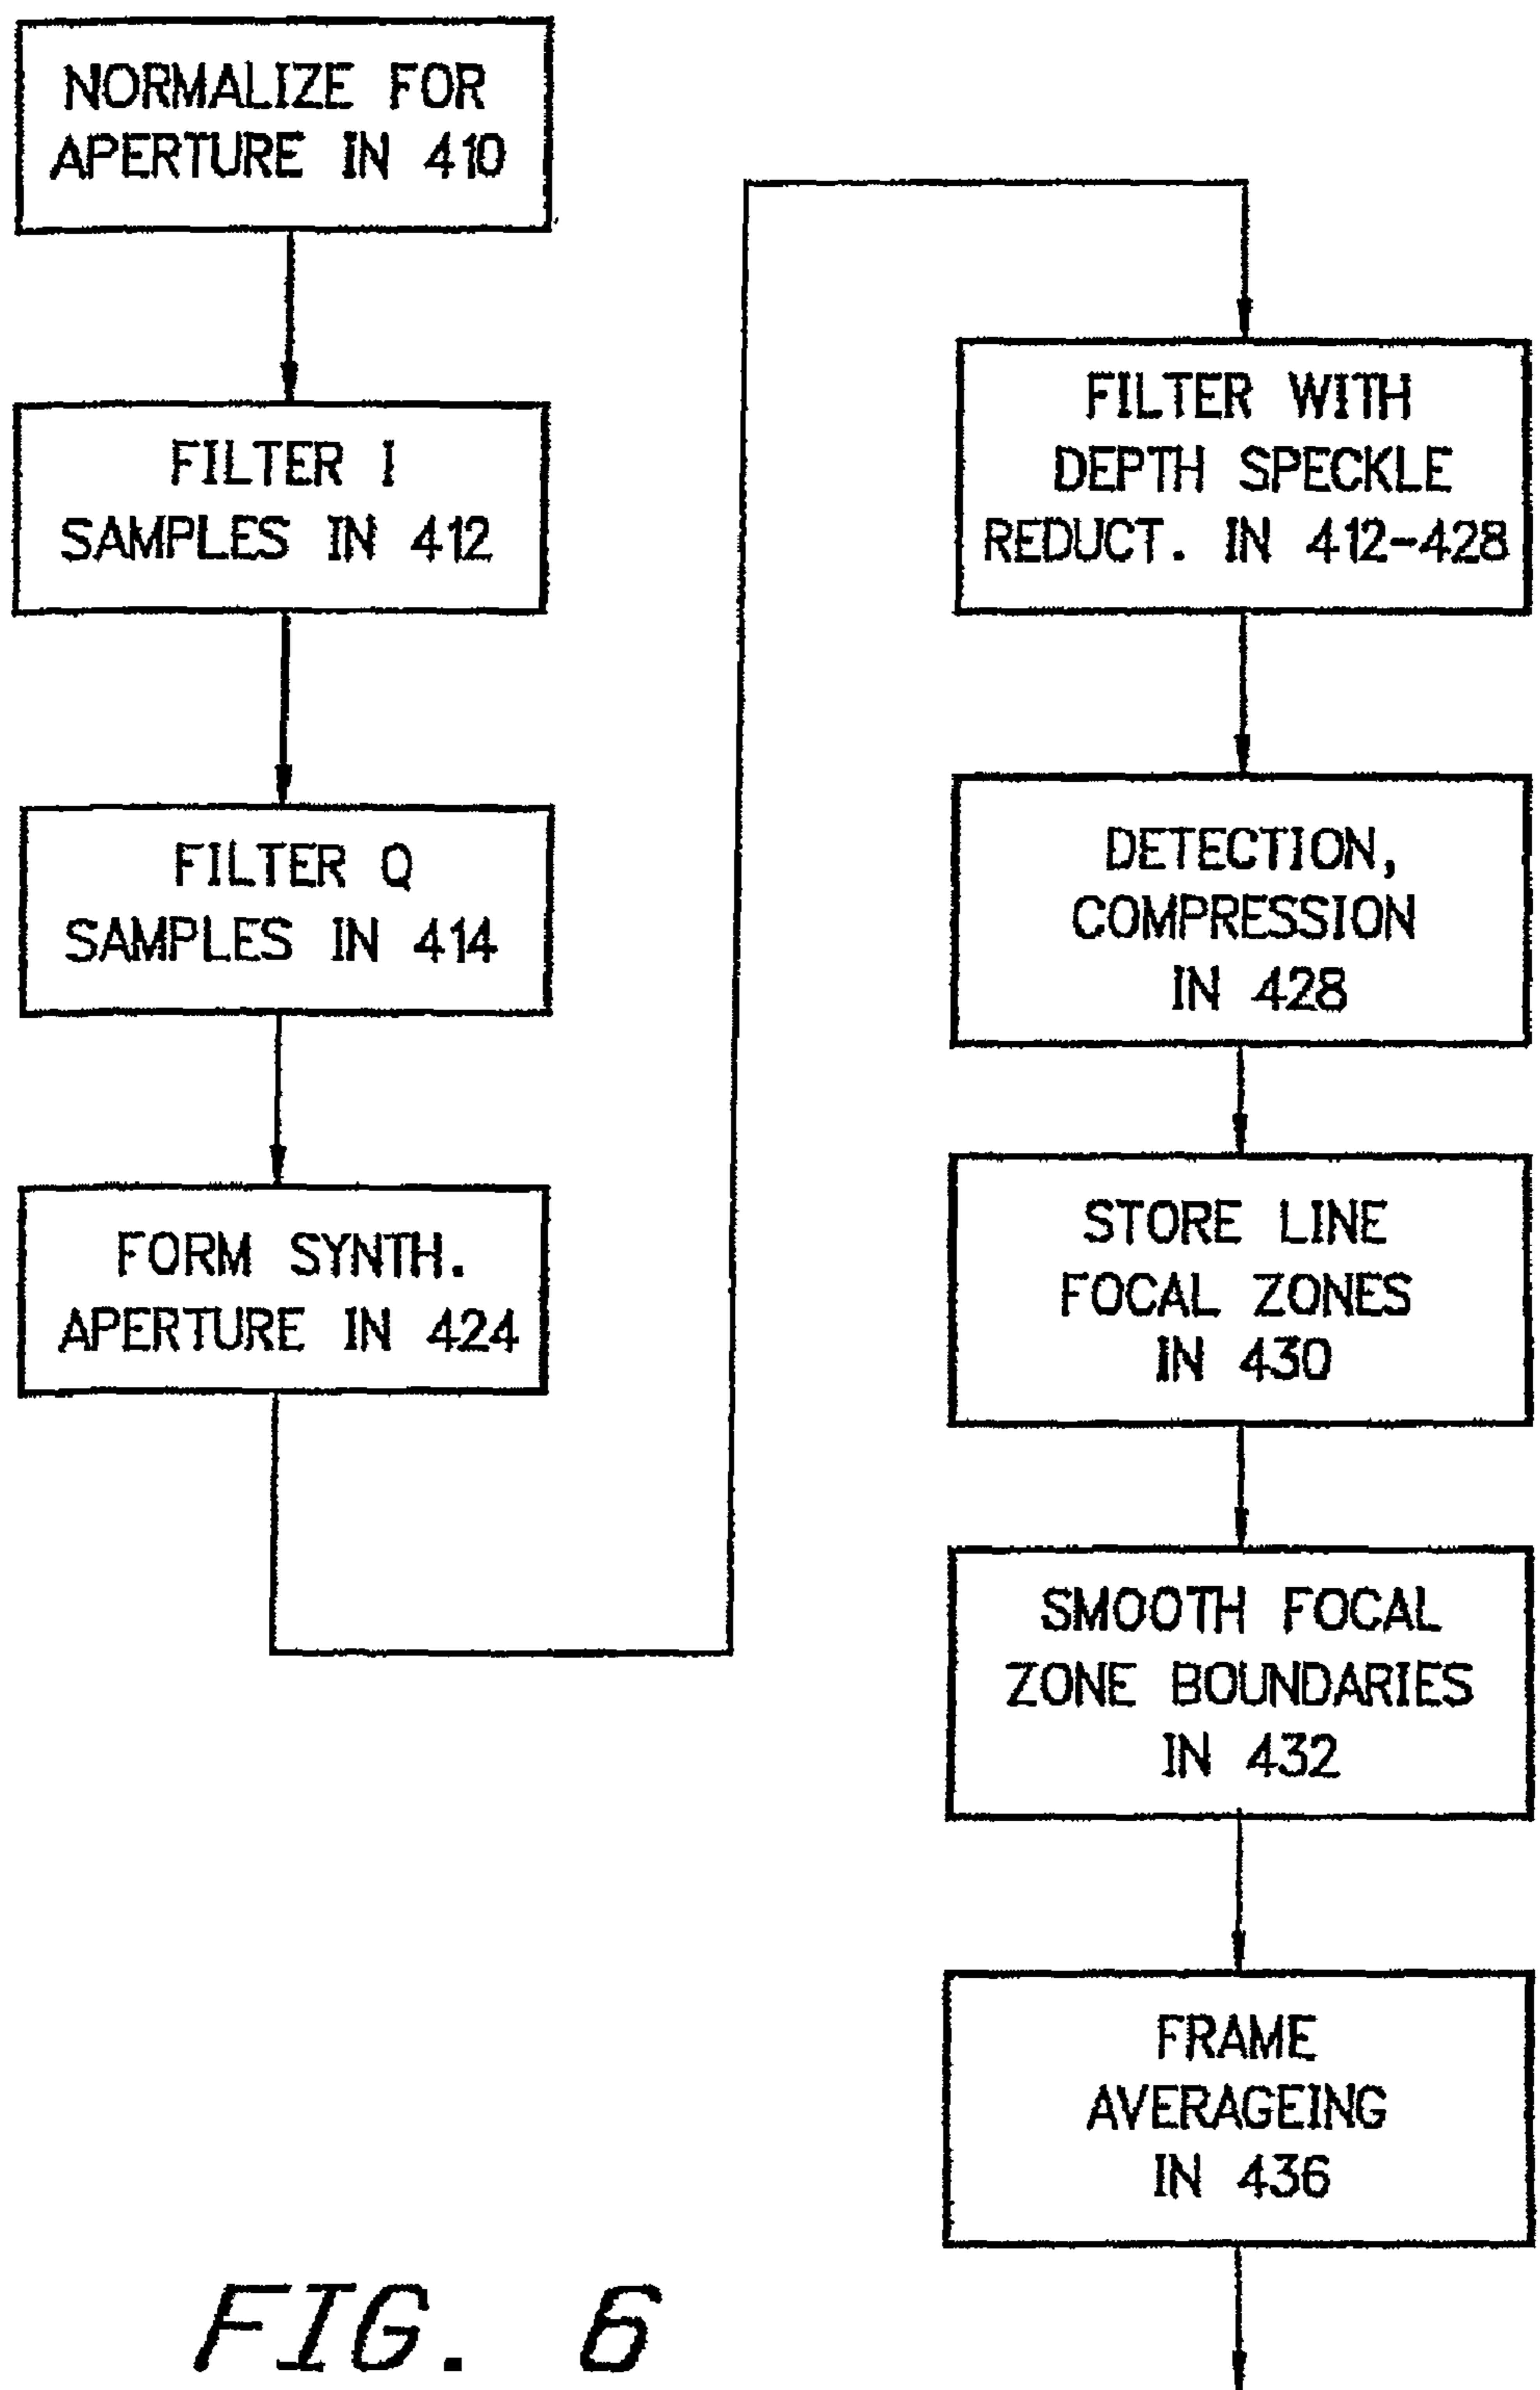 NORMALIZE FOR
APERTURE IN 410
FILTER I
SAMPLES IN 412
FILTER Q
SAMPLES IN 414
FORM SYNTH.
APERTURE IN 424
FILTER WITH
DEPTH SPECKLE
REDUCT. IN 412-428
DETECTION,
COMPRESSION
IN 428
STORE LINE
FOCAL ZONES
IN 430
SMOOTH FOCAL
ZONE BOUNDARIES
IN 432
FRAME
AVERAGEING
IN 436
FIG. 6